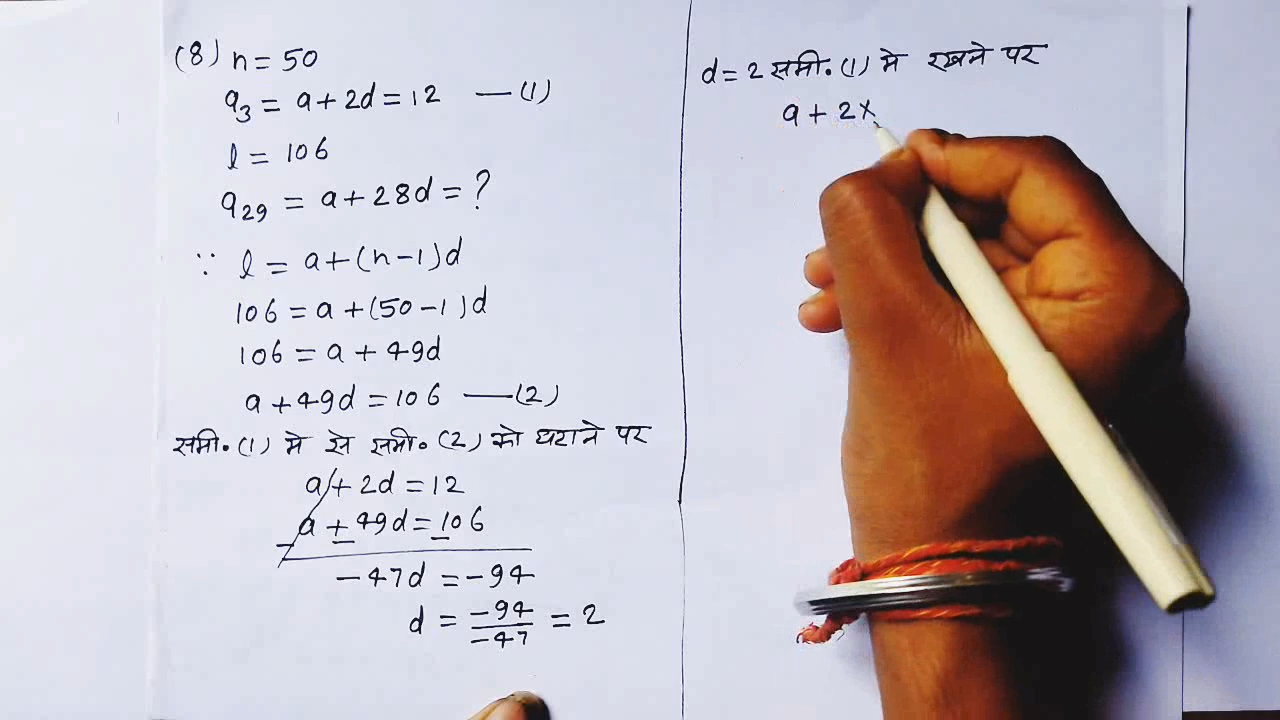 (8) n = 50
a₃ = a + 2d = 12 —(1)
l = 106
a₂₉ = a + 28d = ?
∵ l = a + (n-1)d
106 = a + (50-1)d
106 = a + 49d
a + 49d = 106 —(2)
समी. (1) मे से समी. (2) को घटाने पर
a + 2d = 12
- a + 49d = 106
- -
-47d = -94
d = -94/-47 = 2
d = 2 समी. (1) मे रखने पर
a + 2×